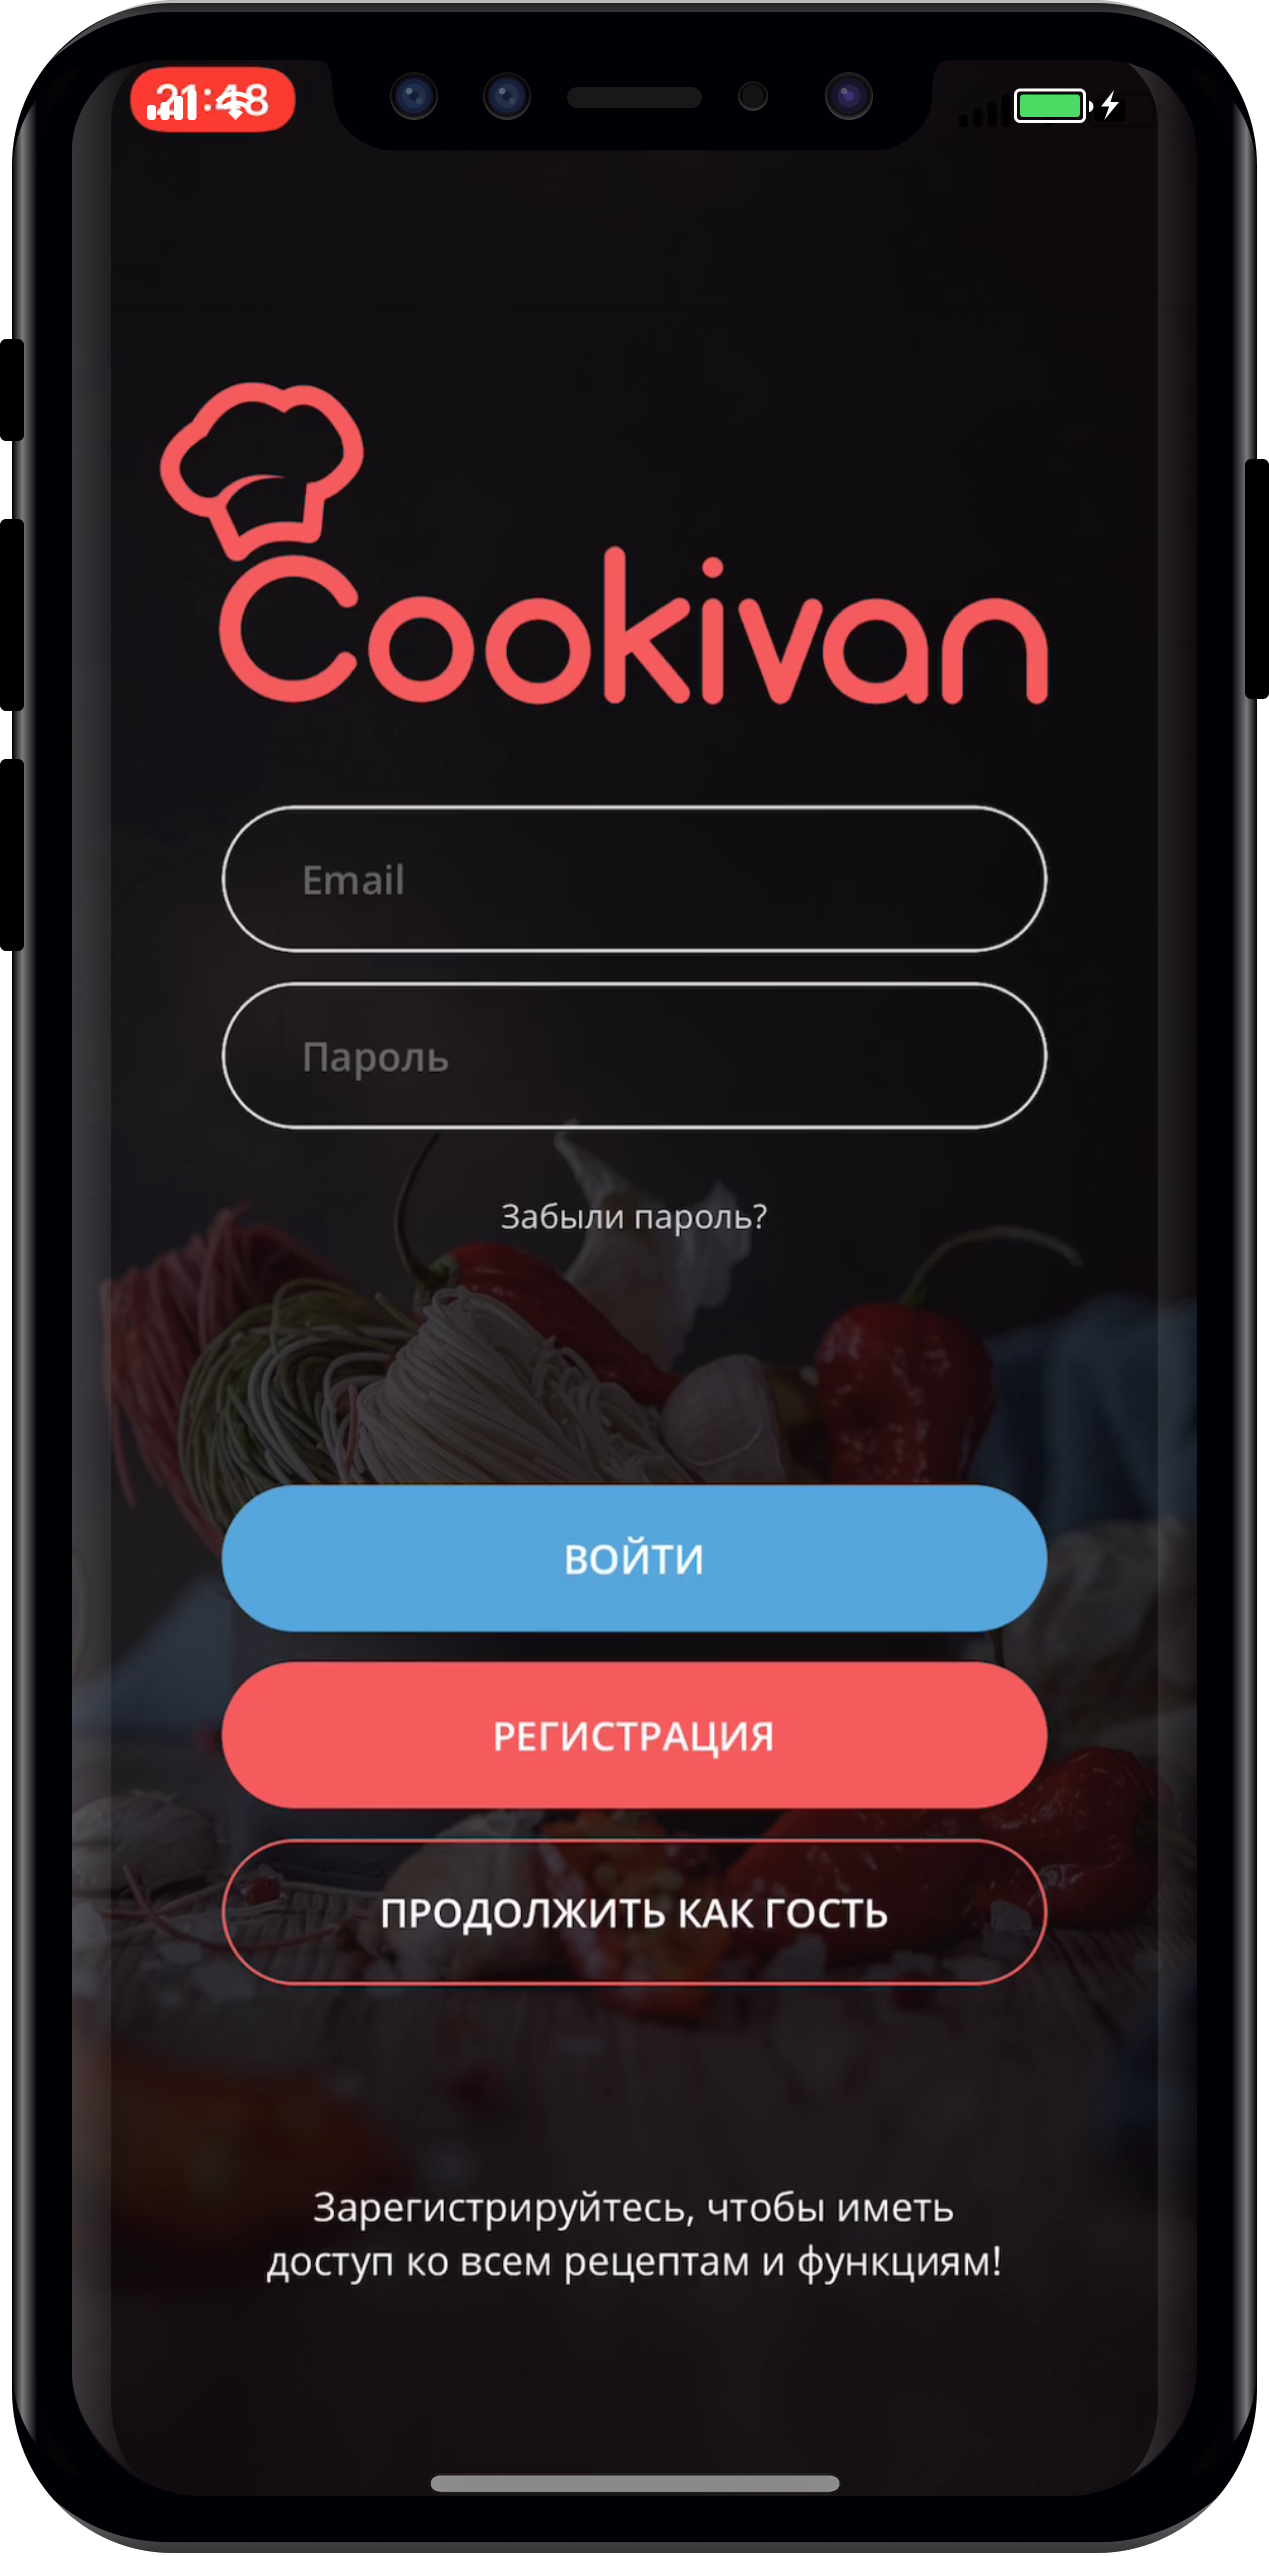 21:48
Cookivan
Email
Пароль
Забыли пароль?
ВОЙТИ
РЕГИСТРАЦИЯ
ПРОДОЛЖИТЬ КАК ГОСТЬ
Зарегистрируйтесь, чтобы иметь
доступ ко всем рецептам и функциям!